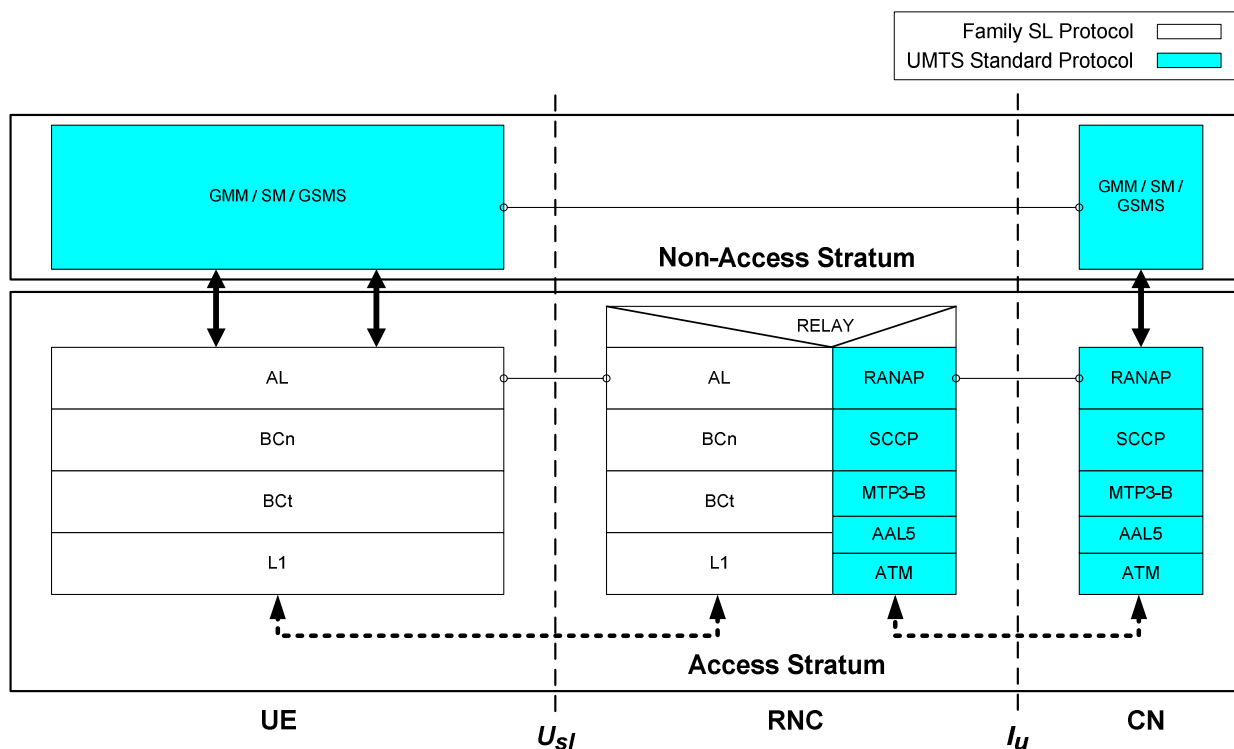 Family SL Protocol
UMTS Standard Protocol
GMM / SM / GSMS
GMM / SM /
GSMS
Non-Access Stratum
RELAY
AL
AL
RANAP
RANAP
BCn
BCn
SCCP
SCCP
BCt
BCt
MTP3-B
MTP3-B
AAL5
AAL5
L1
L1
ATM
ATM
Access Stratum
UE
Usl
RNC
Iu
CN